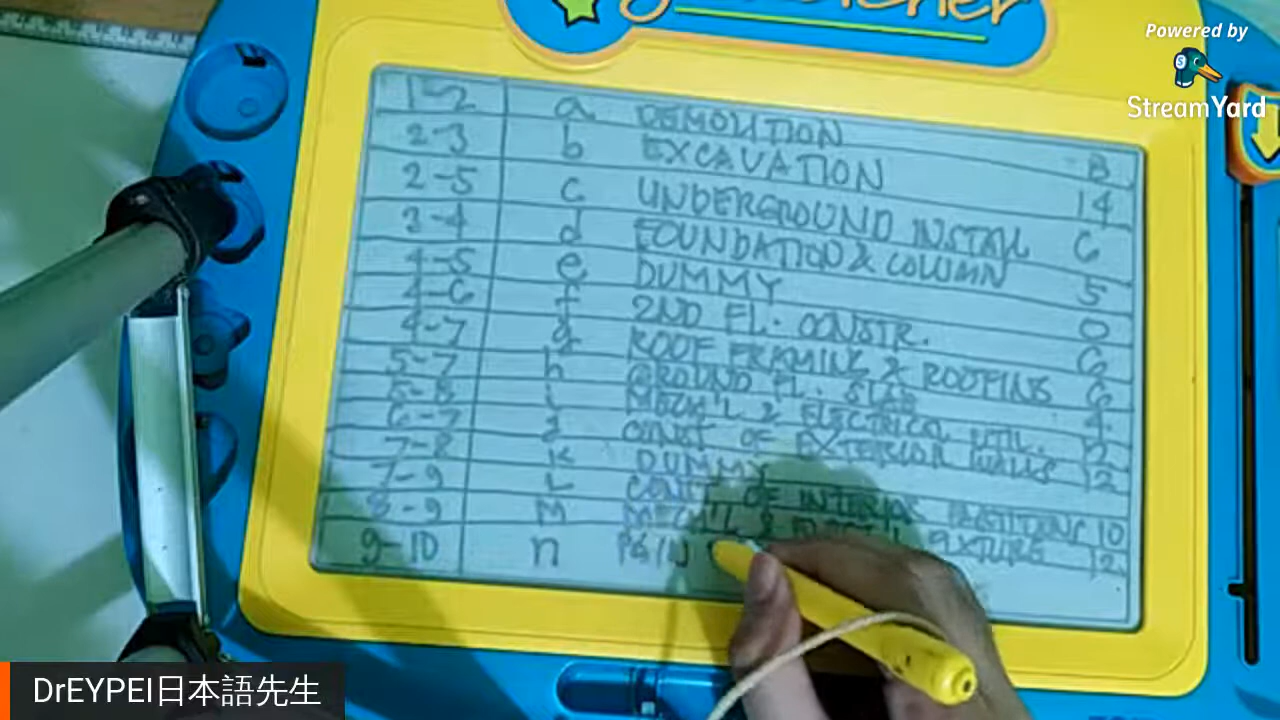 Powered by
StreamYard
1-2 a DEMOLITION B
2-3 b EXCAVATION 14
2-5 c UNDERGROUND INSTALL 6
3-4 d FOUNDATION & COLUMN 5
4-5 e DUMMY 0
4-6 f 2ND FL. CONSTR. 6
4-7 g ROOF FRAMING & ROOFING 6
5-7 h GROUND FL. SLAB 4
5-8 i MECH'L & ELECTRICAL UTIL.
6-7 J CONST OF EXTERIOR WALLS 12
7-8 K DUMMY
7-9 L CONST OF INTERIOR PARTITIONS 10
8-9 M MECH'L & FIXTURE 12
9-10 n
DrEYPEI日本語先生